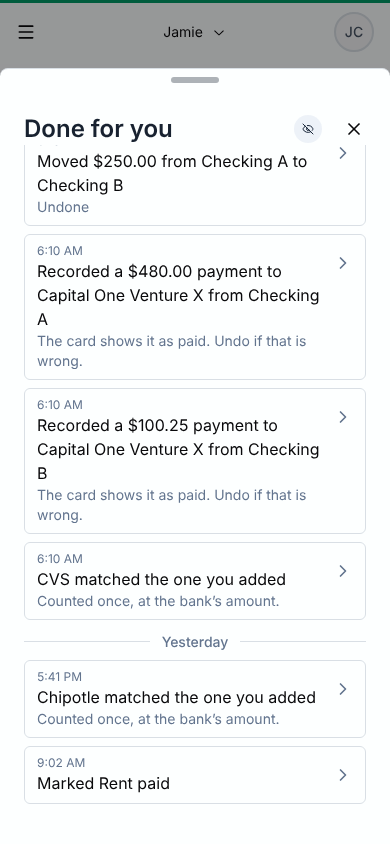 Jamie
JC
Done for you
Moved $250.00 from Checking A to
Checking B
Undone
6:10 AM
Recorded a $480.00 payment to
Capital One Venture X from Checking
A
The card shows it as paid. Undo if that is
wrong.
6:10 AM
Recorded a $100.25 payment to
Capital One Venture X from Checking
B
The card shows it as paid. Undo if that is
wrong.
6:10 AM
CVS matched the one you added
Counted once, at the bank’s amount.
Yesterday
5:41 PM
Chipotle matched the one you added
Counted once, at the bank’s amount.
9:02 AM
Marked Rent paid